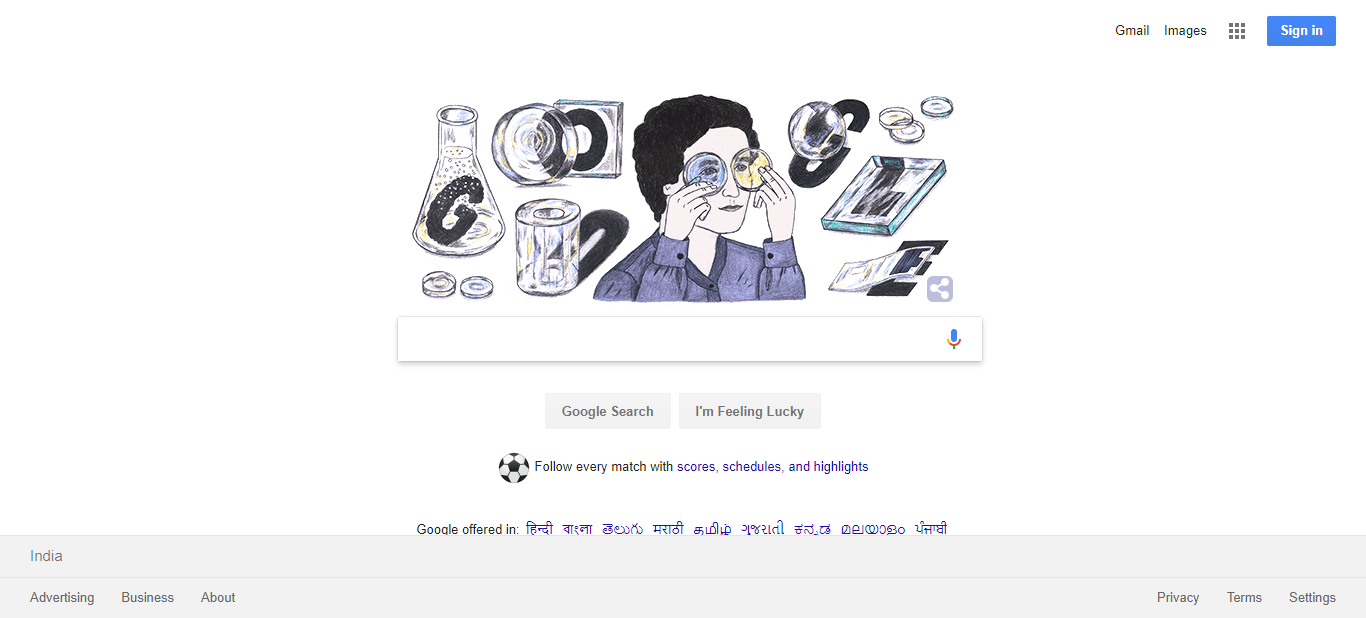 Gmail Images Sign in
GOOGLE
Google Search I'm Feeling Lucky
Follow every match with scores, schedules, and highlights
Google offered in: हिन्दी বাংলা తెలుగు मराठी தமிழ் ગુજરાતી ಕನ್ನಡ മലയാളം ਪੰਜਾਬੀ
India
Advertising Business About Privacy Terms Settings